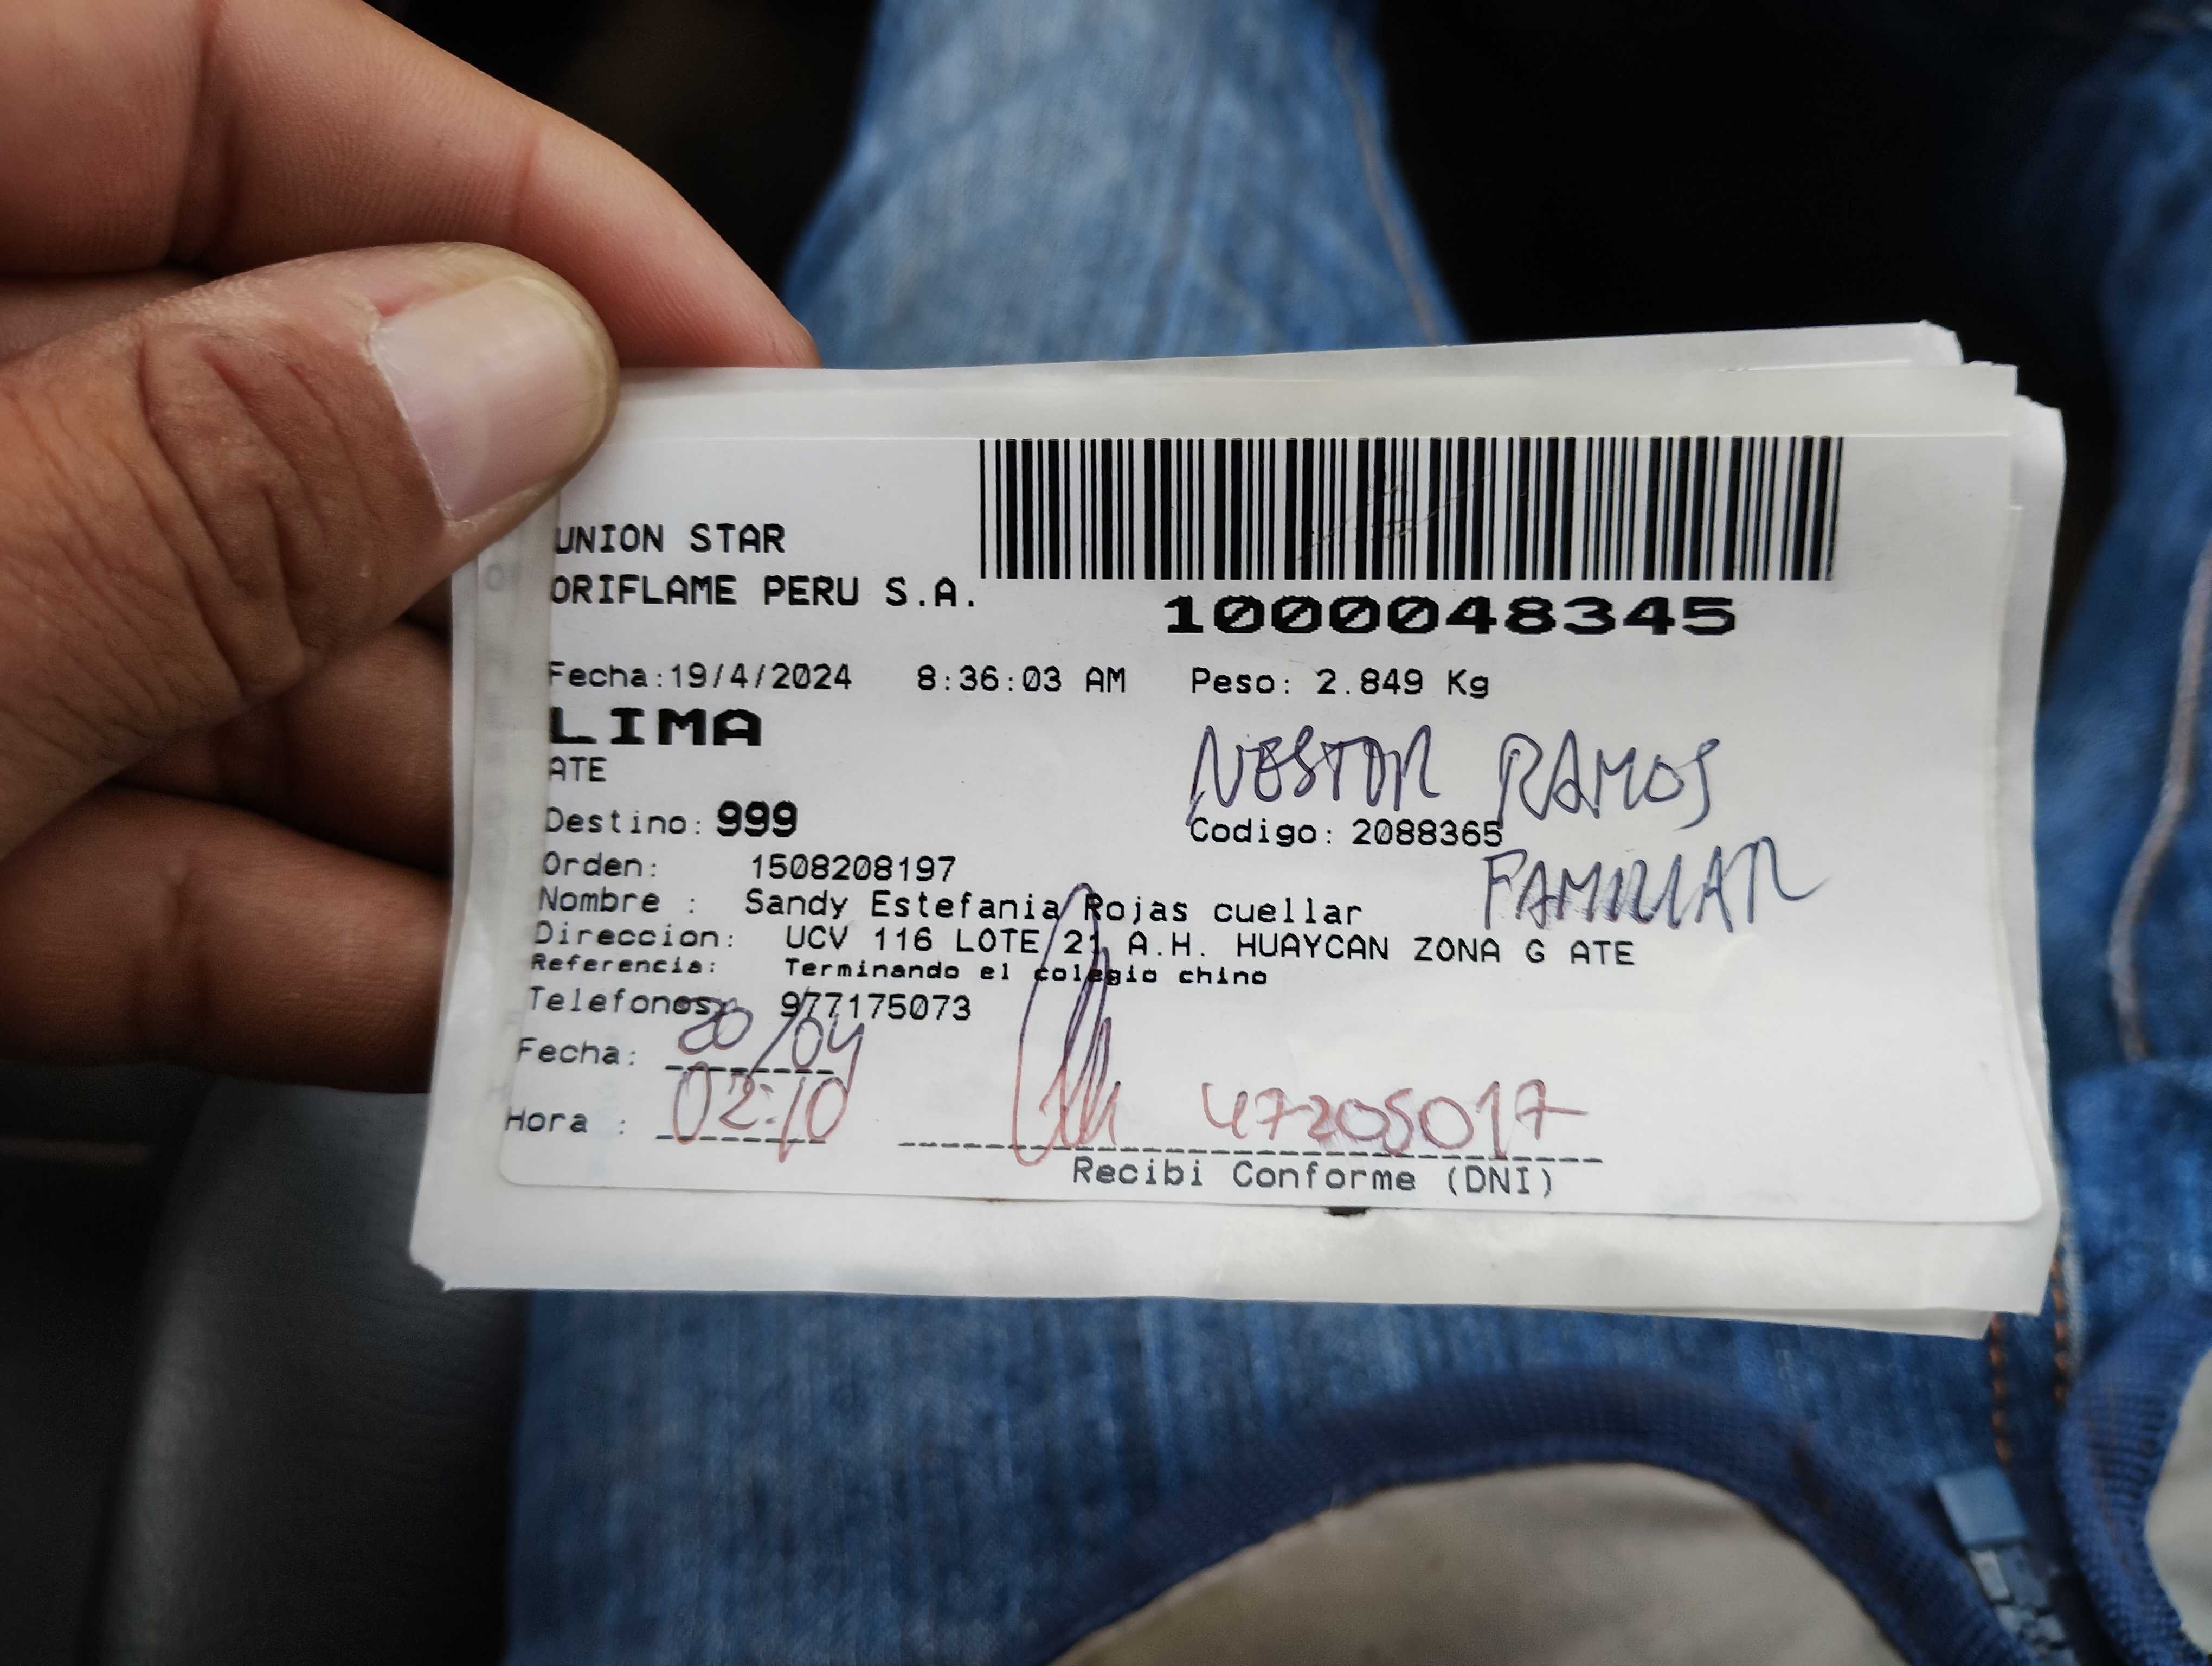 UNION STAR
ORIFLAME PERU S.A.
1000048345
Fecha:19/4/2024 8:36:03 AM Peso: 2.849 Kg
LIMA
NESTOR RAMOS
ATE
Destino: 999 Codigo: 2088365
FAMILIAR
Orden: 1508208197
Nombre : Sandy Estefania Rojas cuellar
Direccion: UCV 116 LOTE 21 A.H. HUAYCAN ZONA G ATE
Referencia: Terminando el colegio chino
Telefonos: 977175073
Fecha: 20/04
Hora : 02:10 47205017
Recibi Conforme (DNI)